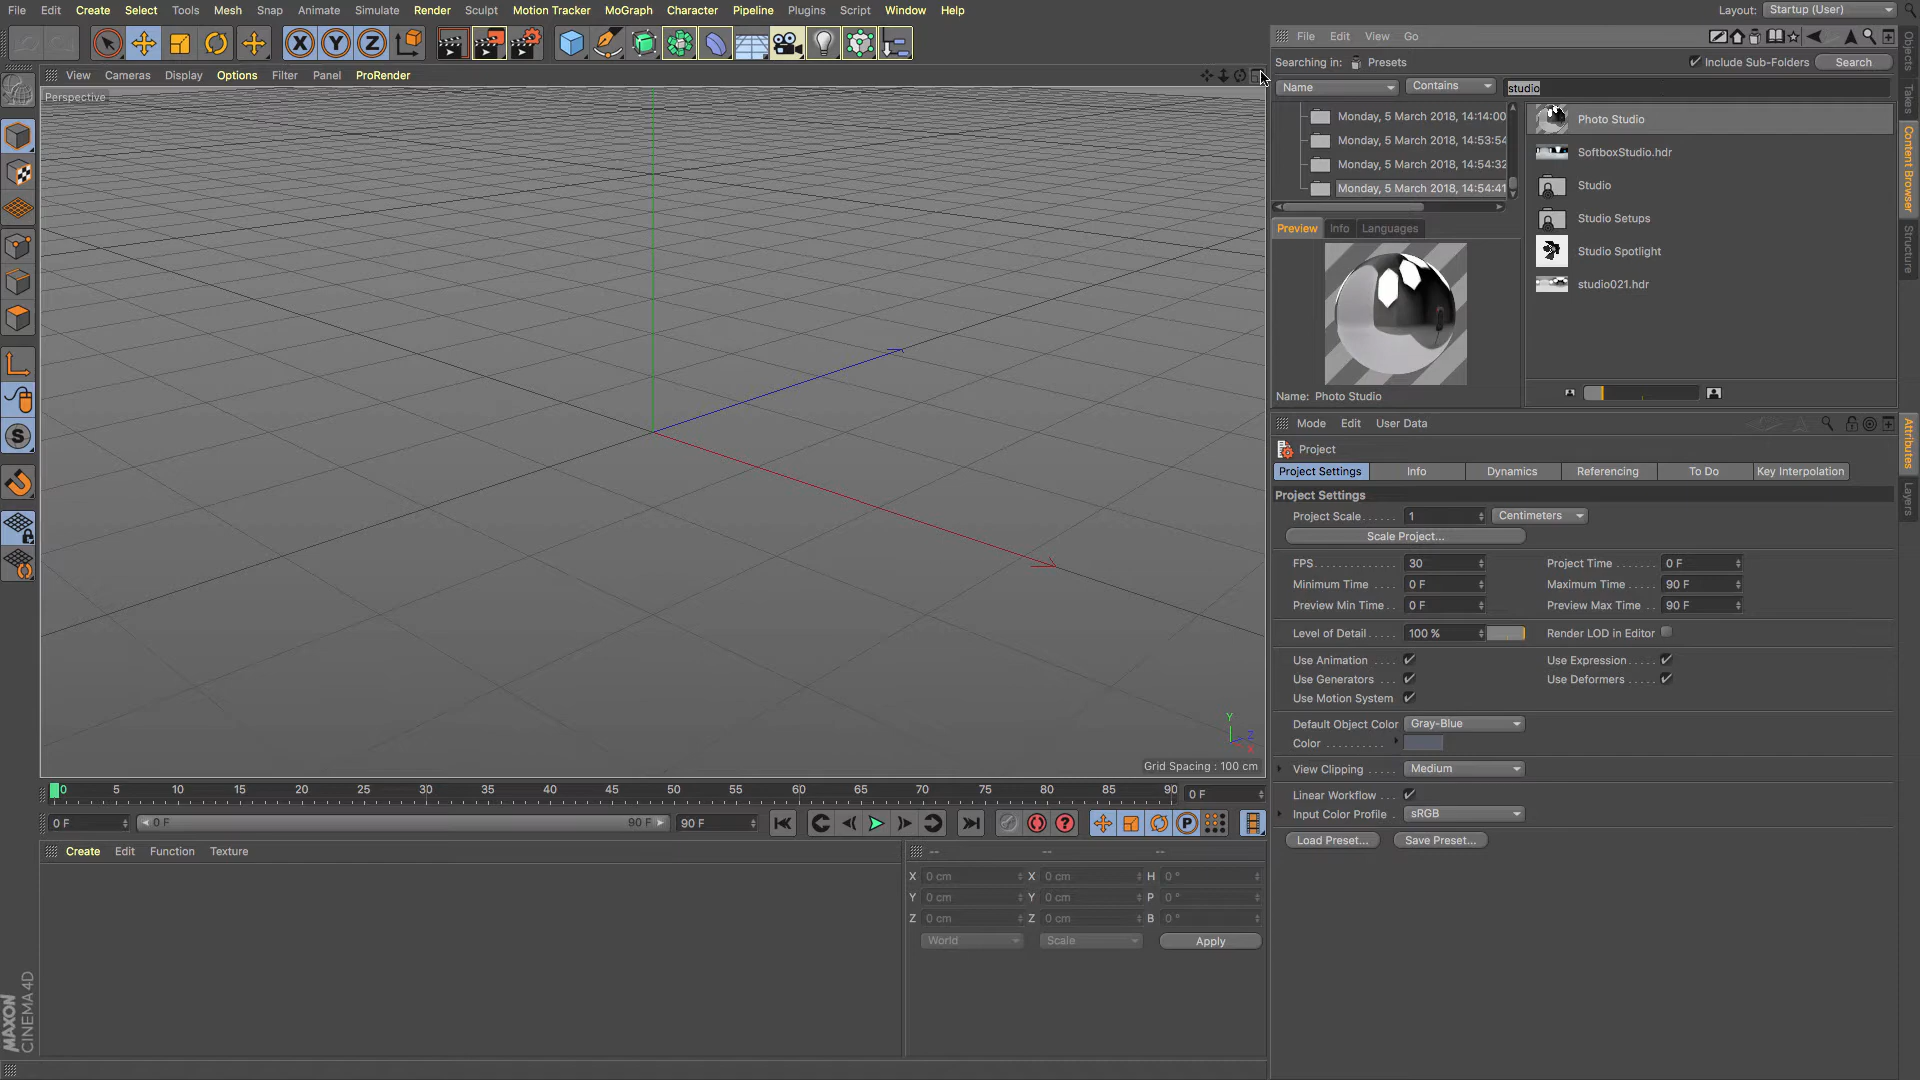 File Edit Create Select Tools Mesh Snap Animate Simulate Render Sculpt Motion Tracker MoGraph Character Pipeline Plugins Script Window Help
Layout: Startup (User)
X Y Z
File Edit View Go
View Cameras Display Options Filter Panel ProRender
Searching in: Presets
Include Sub-Folders
Search
Name
Contains
studio
Perspective
Monday, 5 March 2018, 14:14:00
Monday, 5 March 2018, 14:53:54
Monday, 5 March 2018, 14:54:32
Monday, 5 March 2018, 14:54:41
Photo Studio
SoftboxStudio.hdr
Studio
Studio Setups
Studio Spotlight
studio021.hdr
Preview Info Languages
Name: Photo Studio
Objects
Takes
Content Browser
Structure
Mode Edit User Data
Project
Project Settings Info Dynamics Referencing To Do Key Interpolation
Project Settings
Project Scale...... 1 Centimeters
Scale Project...
FPS.............. 30 Project Time ...... 0 F
Minimum Time ... 0 F Maximum Time ..... 90 F
Preview Min Time .. 0 F Preview Max Time .. 90 F
Level of Detail ..... 100 % Render LOD in Editor
Use Animation .... Use Expression.....
Use Generators ... Use Deformers .....
Use Motion System
Default Object Color Gray-Blue
Color ..........
View Clipping ..... Medium
Linear Workflow ...
Input Color Profile .. sRGB
Load Preset... Save Preset...
Attributes
Layers
S
Y
Z
X
Grid Spacing : 100 cm
0 5 10 15 20 25 30 35 40 45 50 55 60 65 70 75 80 85 90 0 F
0 F 0 F 90 F 90 F
? P
Create Edit Function Texture
-- -- --
X 0 cm X 0 cm H 0 °
Y 0 cm Y 0 cm P 0 °
Z 0 cm Z 0 cm B 0 °
World Scale Apply
MAXON
CINEMA 4D